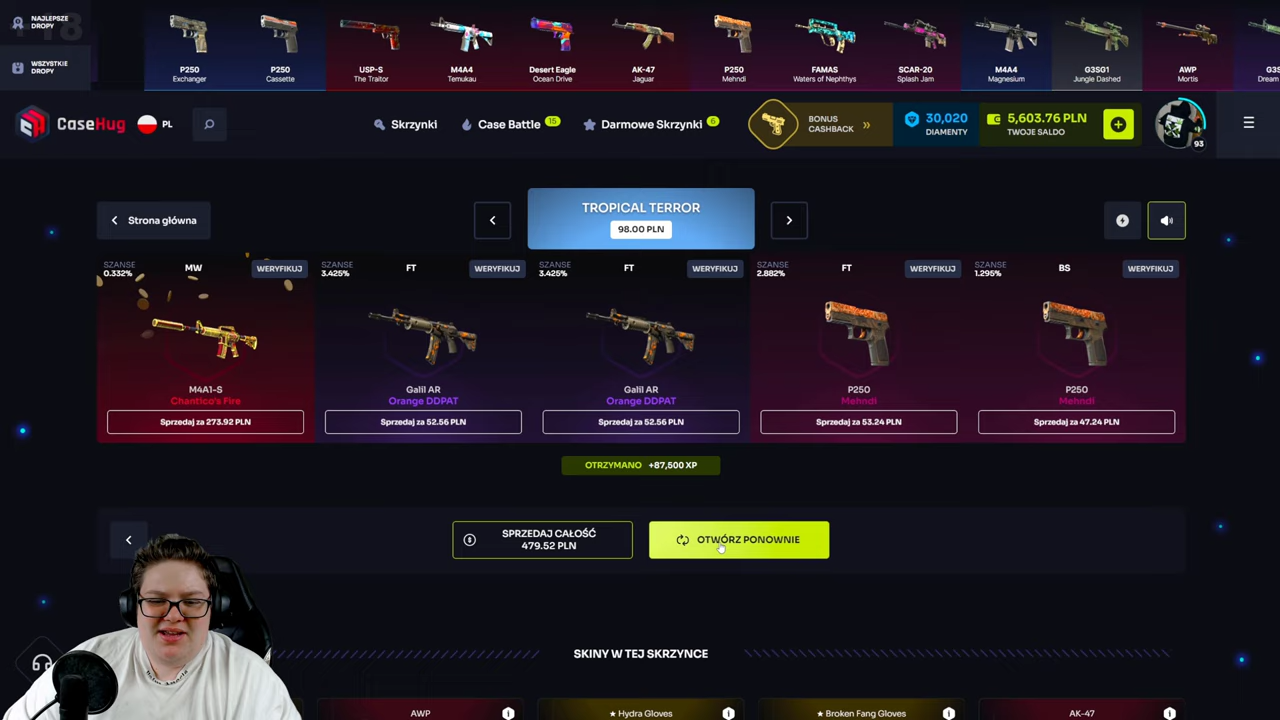 18
NAJLEPSZE
DROPY
WSZYSTKIE
DROPY
P250
Exchanger
P250
Cassette
USP-S
The Traitor
M4A4
Temukau
Desert Eagle
Ocean Drive
AK-47
Jaguar
P250
Mehndi
FAMAS
Waters of Nephthys
SCAR-20
Splash Jam
M4A4
Magnesium
G3SG1
Jungle Dashed
AWP
Mortis
G3S
Dream
CaseHug
PL
Skrzynki
Case Battle 15
Darmowe Skrzynki 6
BONUS
CASHBACK
30,020
DIAMENTY
5,603.76 PLN
TWOJE SALDO
93
Strona główna
TROPICAL TERROR
98.00 PLN
SZANSE
0.332%
MW
WERYFIKUJ
M4A1-S
Chantico's Fire
Sprzedaj za 273.92 PLN
SZANSE
3.425%
FT
WERYFIKUJ
Galil AR
Orange DDPAT
Sprzedaj za 52.56 PLN
SZANSE
3.425%
FT
WERYFIKUJ
Galil AR
Orange DDPAT
Sprzedaj za 52.56 PLN
SZANSE
2.882%
FT
WERYFIKUJ
P250
Mehndi
Sprzedaj za 53.24 PLN
SZANSE
1.295%
BS
WERYFIKUJ
P250
Mehndi
Sprzedaj za 47.24 PLN
OTRZYMANO +87,500 XP
SPRZEDAJ CAŁOŚĆ
479.52 PLN
OTWÓRZ PONOWNIE
SKINY W TEJ SKRZYNCE
AWP
★ Hydra Gloves
★ Broken Fang Gloves
AK-47